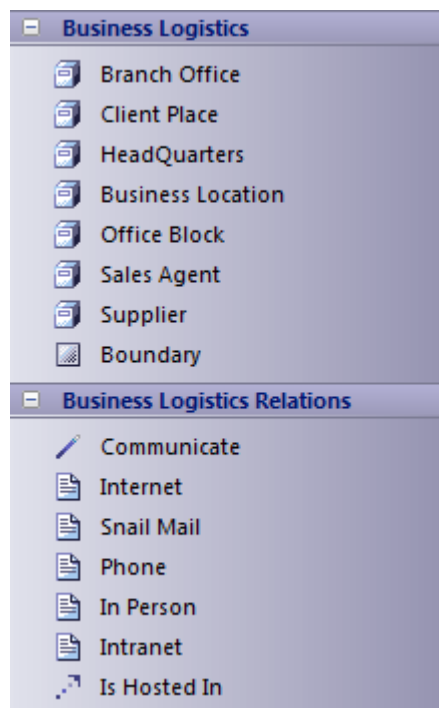 Business Logistics
Branch Office
Client Place
HeadQuarters
Business Location
Office Block
Sales Agent
Supplier
Boundary
Business Logistics Relations
Communicate
Internet
Snail Mail
Phone
In Person
Intranet
Is Hosted In